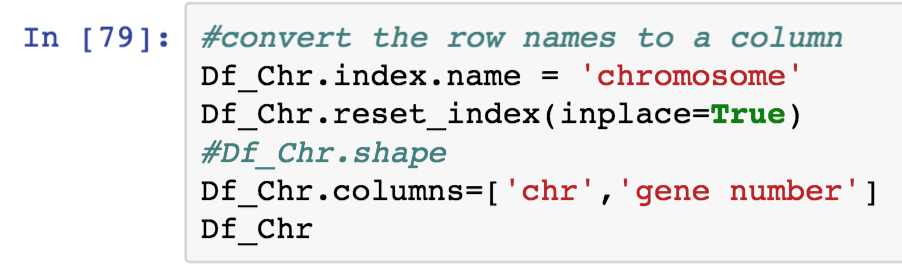 In [79]: #convert the row names to a column
Df_Chr.index.name = 'chromosome'
Df_Chr.reset_index(inplace=True)
#Df_Chr.shape
Df_Chr.columns=['chr','gene number']
Df_Chr